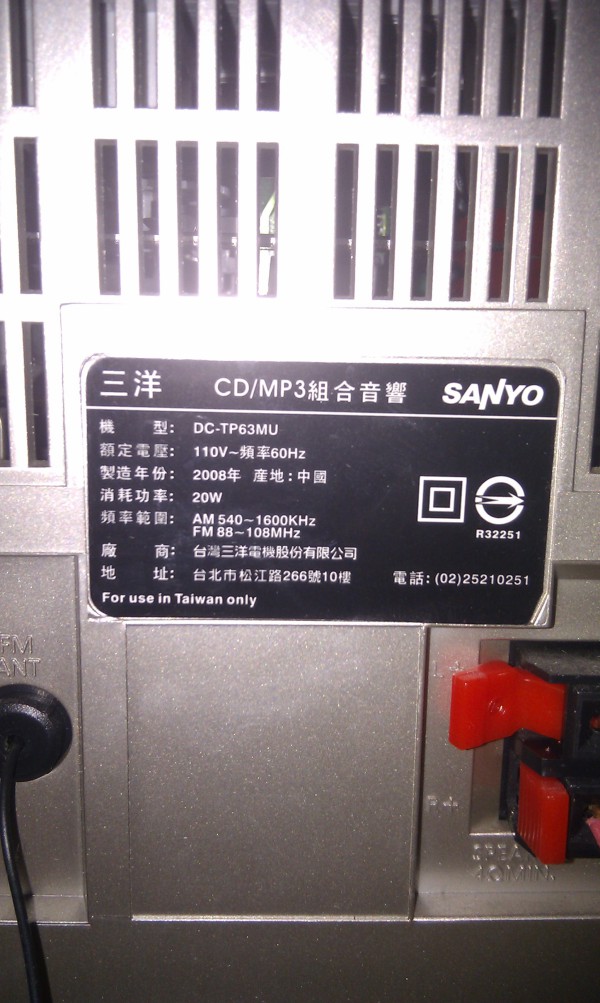 三洋 CD/MP3組合音響 SANYO
機 型: DC-TP63MU
額定電壓: 110V~頻率60Hz
製造年份: 2008年 產地:中國
消耗功率: 20W
頻率範圍: AM 540~1600KHz
FM 88~108MHz
R32251
廠 商: 台灣三洋電機股份有限公司
地 址: 台北市松江路266號10樓 電話:(02)25210251
For use in Taiwan only
FM
ANT
L+
R+
4ΩMIN.